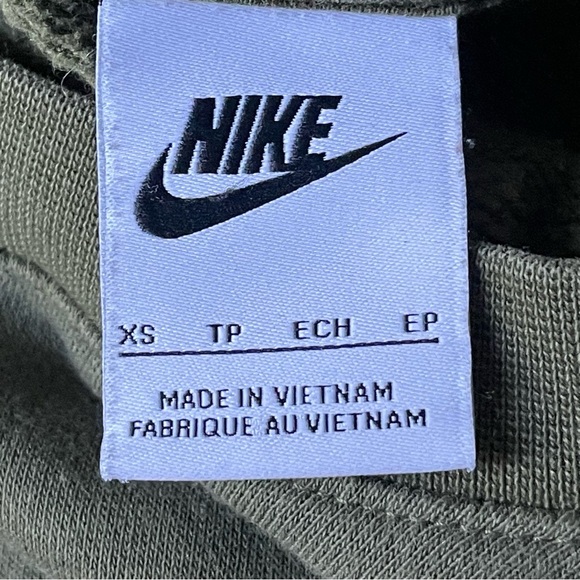 NIKE
XS TP ECH EP
MADE IN VIETNAM
FABRIQUE AU VIETNAM